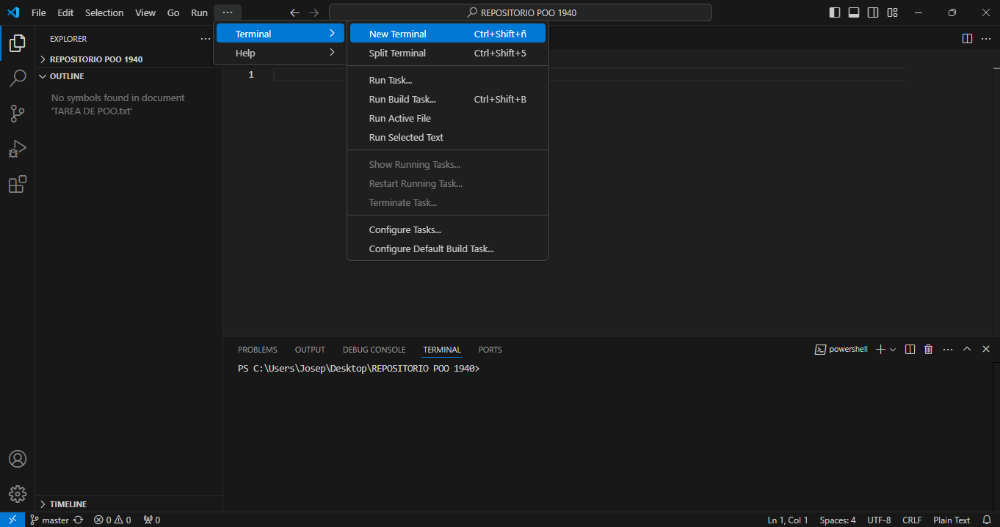 File Edit Selection View Go Run ··· REPOSITORIO POO 1940
EXPLORER ···
Terminal
Help
New Terminal Ctrl+Shift+ñ
Split Terminal Ctrl+Shift+5
Run Task...
Run Build Task... Ctrl+Shift+B
Run Active File
Run Selected Text
Show Running Tasks...
Restart Running Task...
Terminate Task...
Configure Tasks...
Configure Default Build Task...
REPOSITORIO POO 1940
OUTLINE
No symbols found in document
'TAREA DE POO.txt'
1
PROBLEMS OUTPUT DEBUG CONSOLE TERMINAL PORTS powershell
PS C:\Users\Josep\Desktop\REPOSITORIO POO 1940>
TIMELINE
master 0 0 0 Ln 1, Col 1 Spaces: 4 UTF-8 CRLF Plain Text